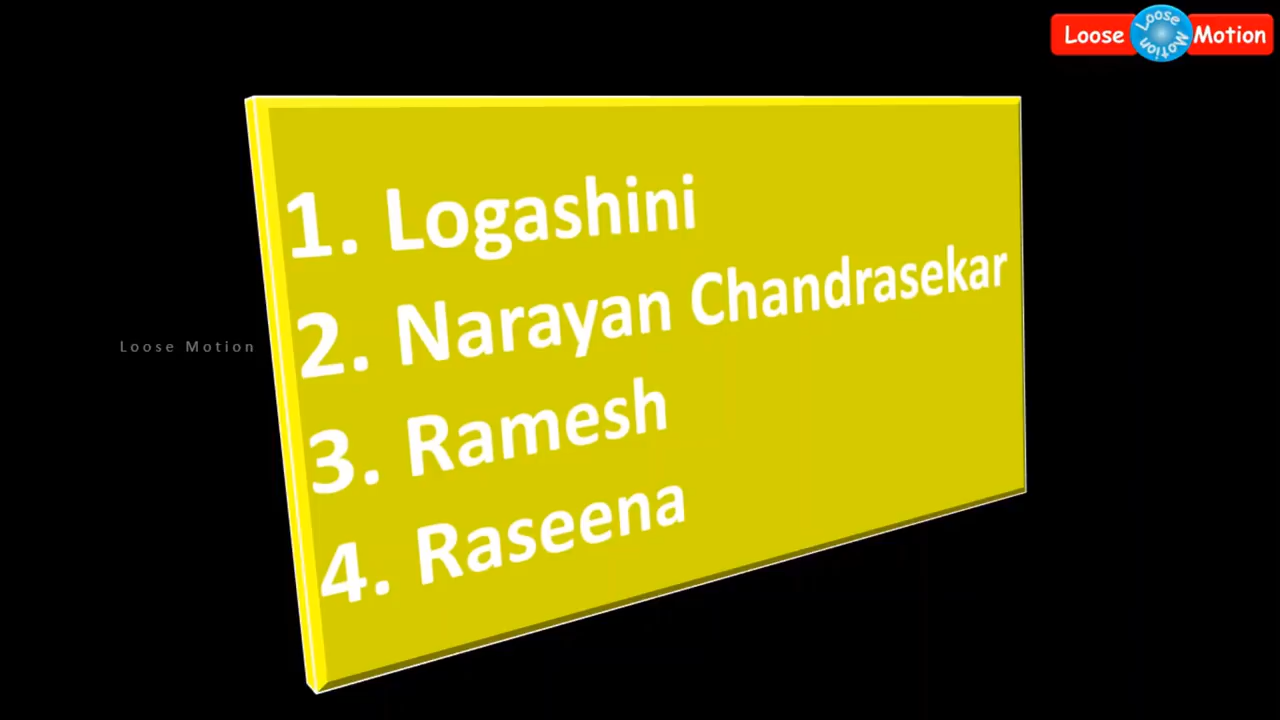 Loose Loose Motion Motion
1. Logashini
2. Narayan Chandrasekar
Loose Motion
3. Ramesh
4. Raseena